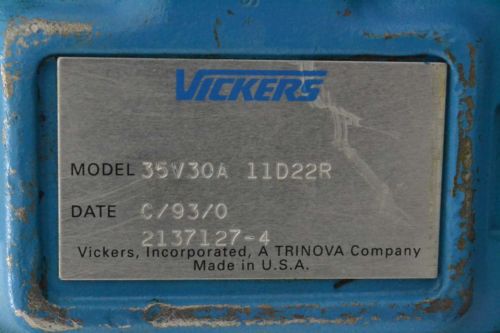 VICKERS
MODEL 35V30A 11D22R
DATE C/93/0
2137127-4
Vickers, Incorporated, A TRINOVA Company
Made in U.S.A.